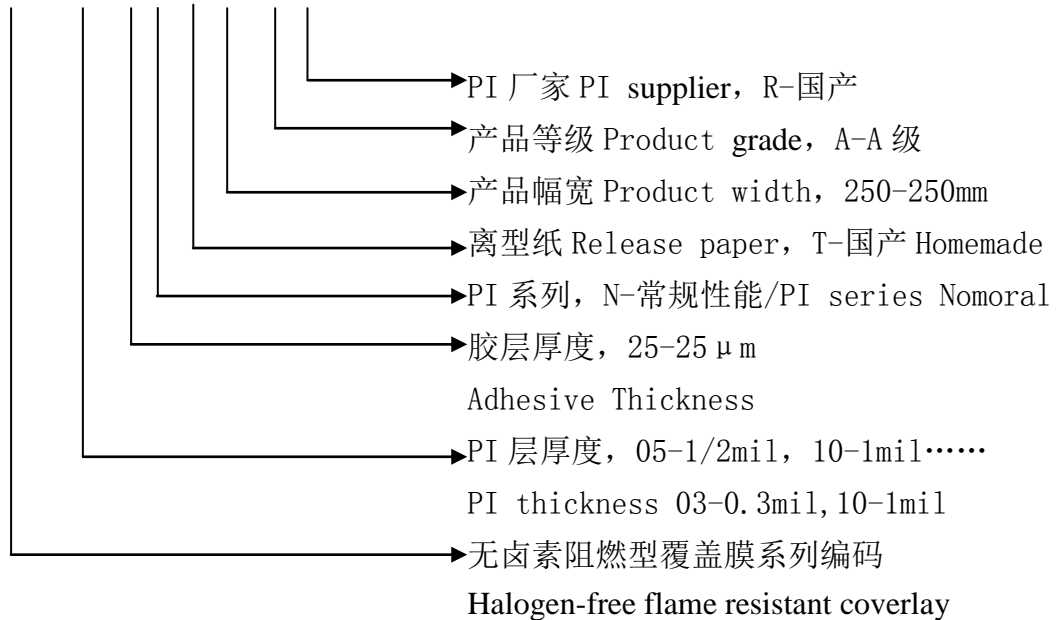 PI 厂家 PI supplier，R-国产
产品等级 Product grade，A-A 级
产品幅宽 Product width，250-250mm
离型纸 Release paper，T-国产 Homemade
PI 系列，N-常规性能/PI series Nomoral
胶层厚度，25-25μm
Adhesive Thickness
PI 层厚度，05-1/2mil，10-1mil……
PI thickness 03-0.3mil,10-1mil
无卤素阻燃型覆盖膜系列编码
Halogen-free flame resistant coverlay